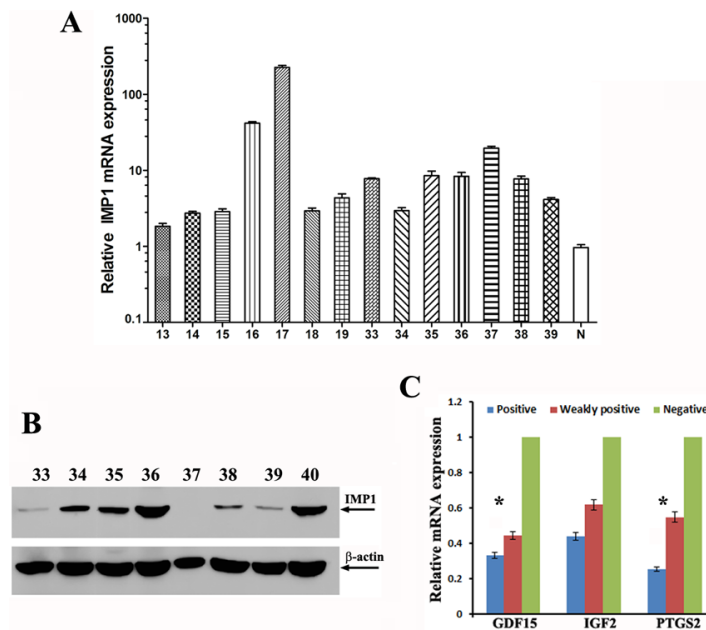 A
Relative IMP1 mRNA expression
1000
100
10
1
0.1
13 14 15 16 17 18 19 33 34 35 36 37 38 39 N
B
33 34 35 36 37 38 39 40
IMP1
β-actin
C
Relative mRNA expression
Positive Weakly positive Negative
1.2
1
0.8
0.6
0.4
0.2
0
* *
GDF15 IGF2 PTGS2